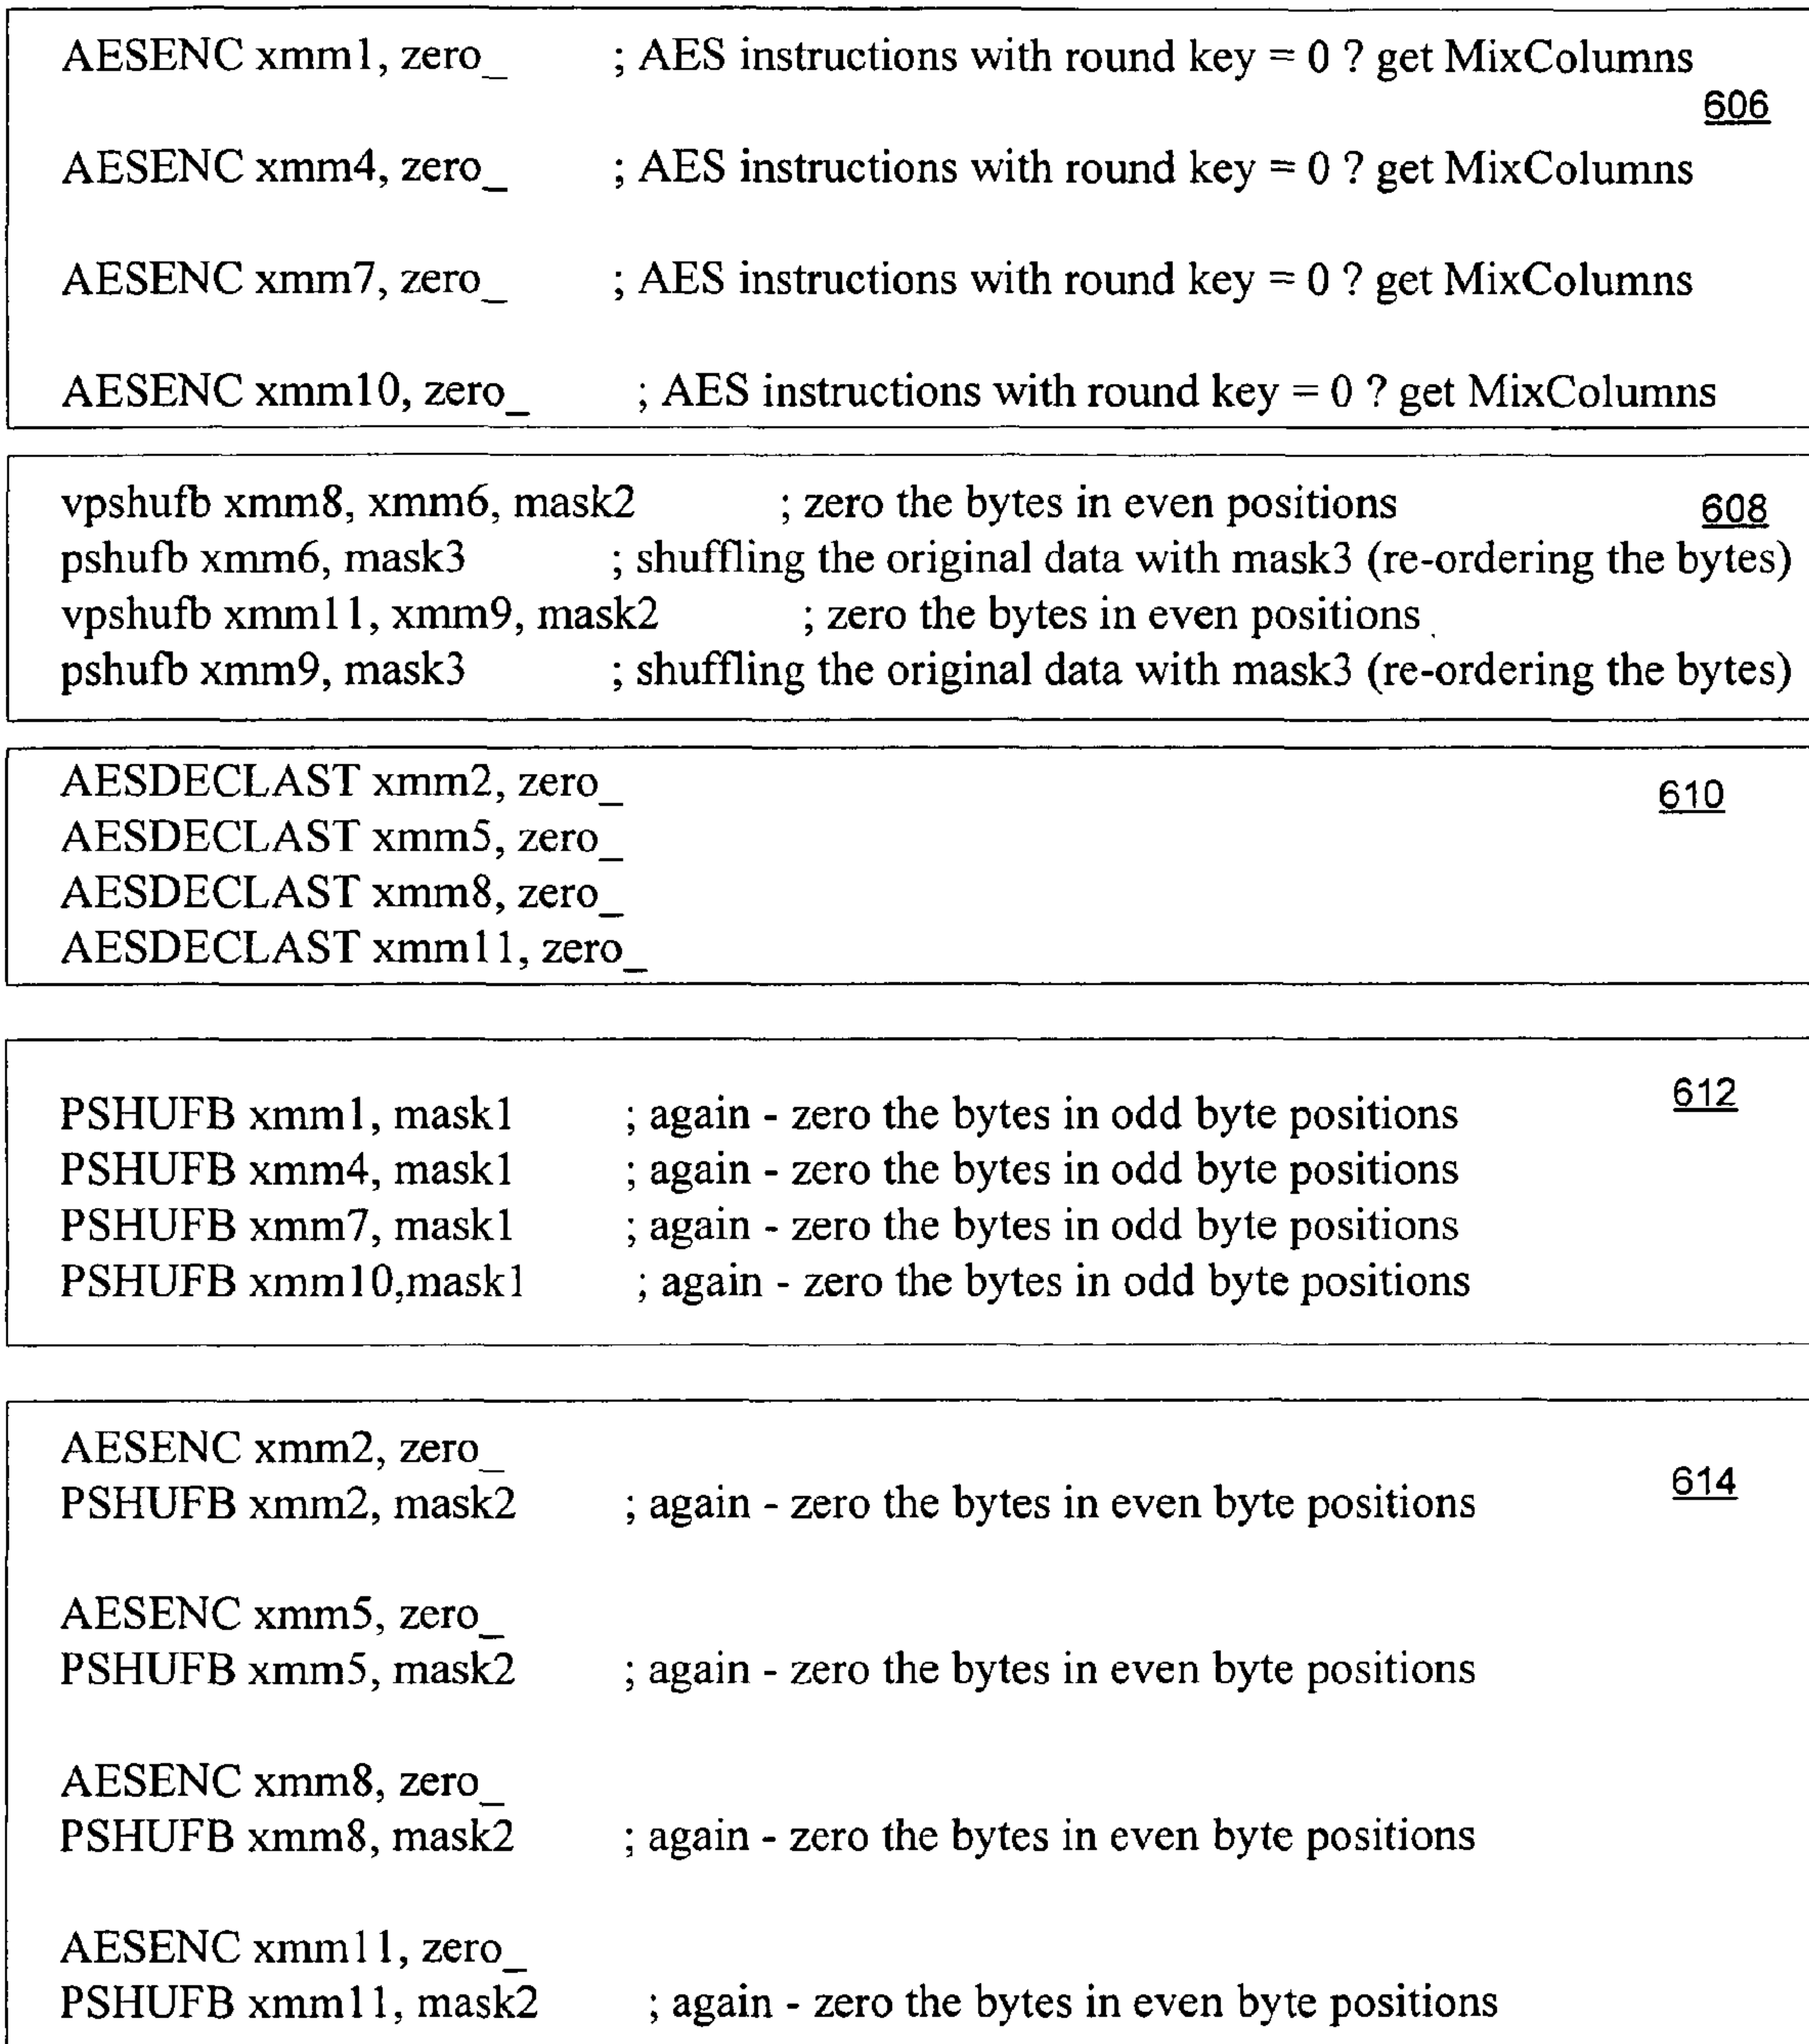 AESENC xmm1, zero_ ; AES instructions with round key = 0 ? get MixColumns
606
AESENC xmm4, zero_ ; AES instructions with round key = 0 ? get MixColumns
AESENC xmm7, zero_ ; AES instructions with round key = 0 ? get MixColumns
AESENC xmm10, zero_ ; AES instructions with round key = 0 ? get MixColumns
vpshufb xmm8, xmm6, mask2 ; zero the bytes in even positions 608
pshufb xmm6, mask3 ; shuffling the original data with mask3 (re-ordering the bytes)
vpshufb xmm11, xmm9, mask2 ; zero the bytes in even positions
pshufb xmm9, mask3 ; shuffling the original data with mask3 (re-ordering the bytes)
AESDECLAST xmm2, zero_ 610
AESDECLAST xmm5, zero_
AESDECLAST xmm8, zero_
AESDECLAST xmm11, zero_
PSHUFB xmm1, mask1 ; again - zero the bytes in odd byte positions 612
PSHUFB xmm4, mask1 ; again - zero the bytes in odd byte positions
PSHUFB xmm7, mask1 ; again - zero the bytes in odd byte positions
PSHUFB xmm10,mask1 ; again - zero the bytes in odd byte positions
AESENC xmm2, zero_
PSHUFB xmm2, mask2 ; again - zero the bytes in even byte positions 614
AESENC xmm5, zero_
PSHUFB xmm5, mask2 ; again - zero the bytes in even byte positions
AESENC xmm8, zero_
PSHUFB xmm8, mask2 ; again - zero the bytes in even byte positions
AESENC xmm11, zero_
PSHUFB xmm11, mask2 ; again - zero the bytes in even byte positions